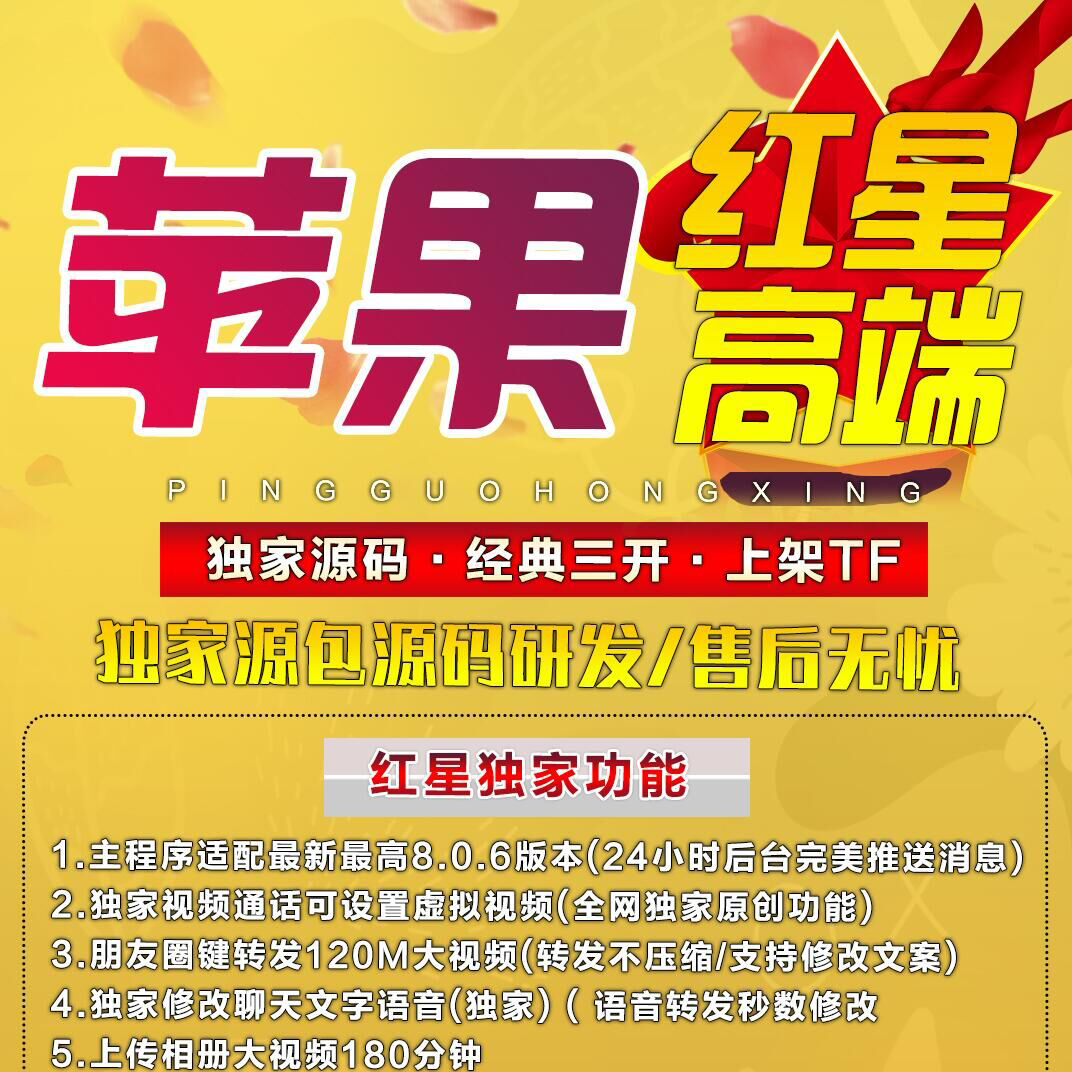 苹果
红星
高端
PINGGUOHONGXING
独家源码·经典三开·上架TF
独家源包源码研发/售后无忧
红星独家功能
1.主程序适配最新最高8.0.6版本(24小时后台完美推送消息)
2.独家视频通话可设置虚拟视频(全网独家原创功能)
3.朋友圈键转发120M大视频(转发不压缩/支持修改文案)
4.独家修改聊天文字语音(独家)(语音转发秒数修改
5.上传相册大视频180分钟